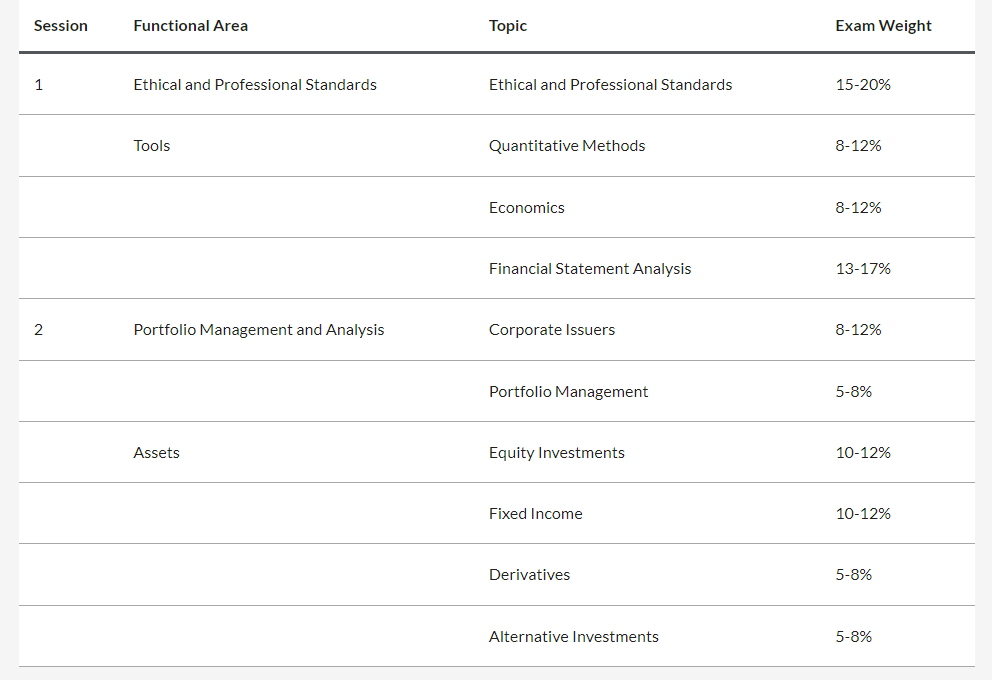 Session Functional Area Topic Exam Weight
1 Ethical and Professional Standards Ethical and Professional Standards 15-20%
Tools Quantitative Methods 8-12%
Economics 8-12%
Financial Statement Analysis 13-17%
2 Portfolio Management and Analysis Corporate Issuers 8-12%
Portfolio Management 5-8%
Assets Equity Investments 10-12%
Fixed Income 10-12%
Derivatives 5-8%
Alternative Investments 5-8%